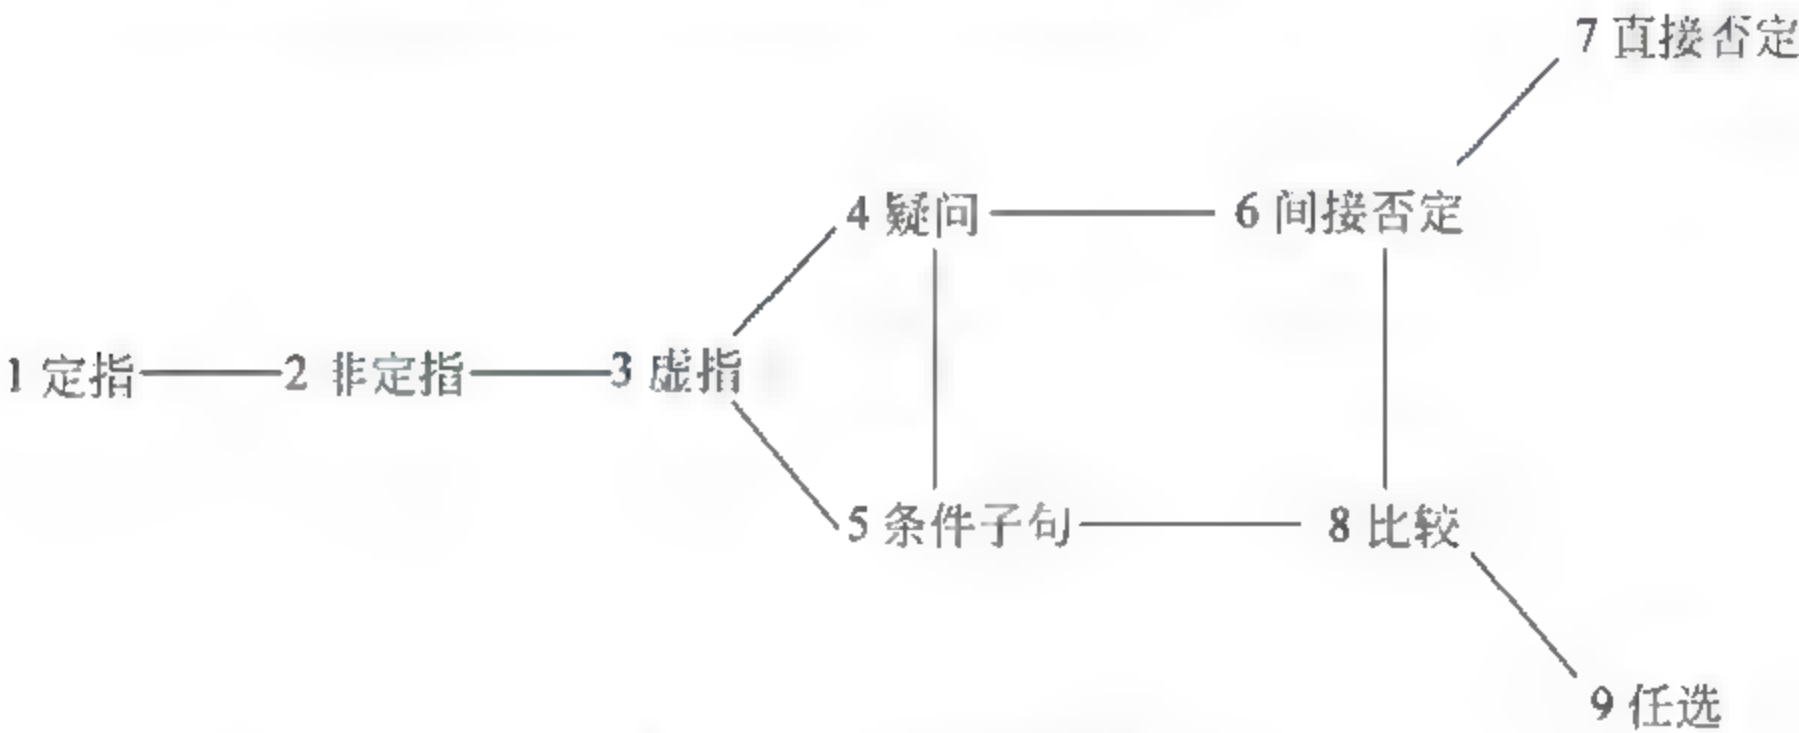 7 直接否定
4 疑问
6 间接否定
1 定指
2 非定指
3 虚指
5 条件子句
8 比较
9 任选